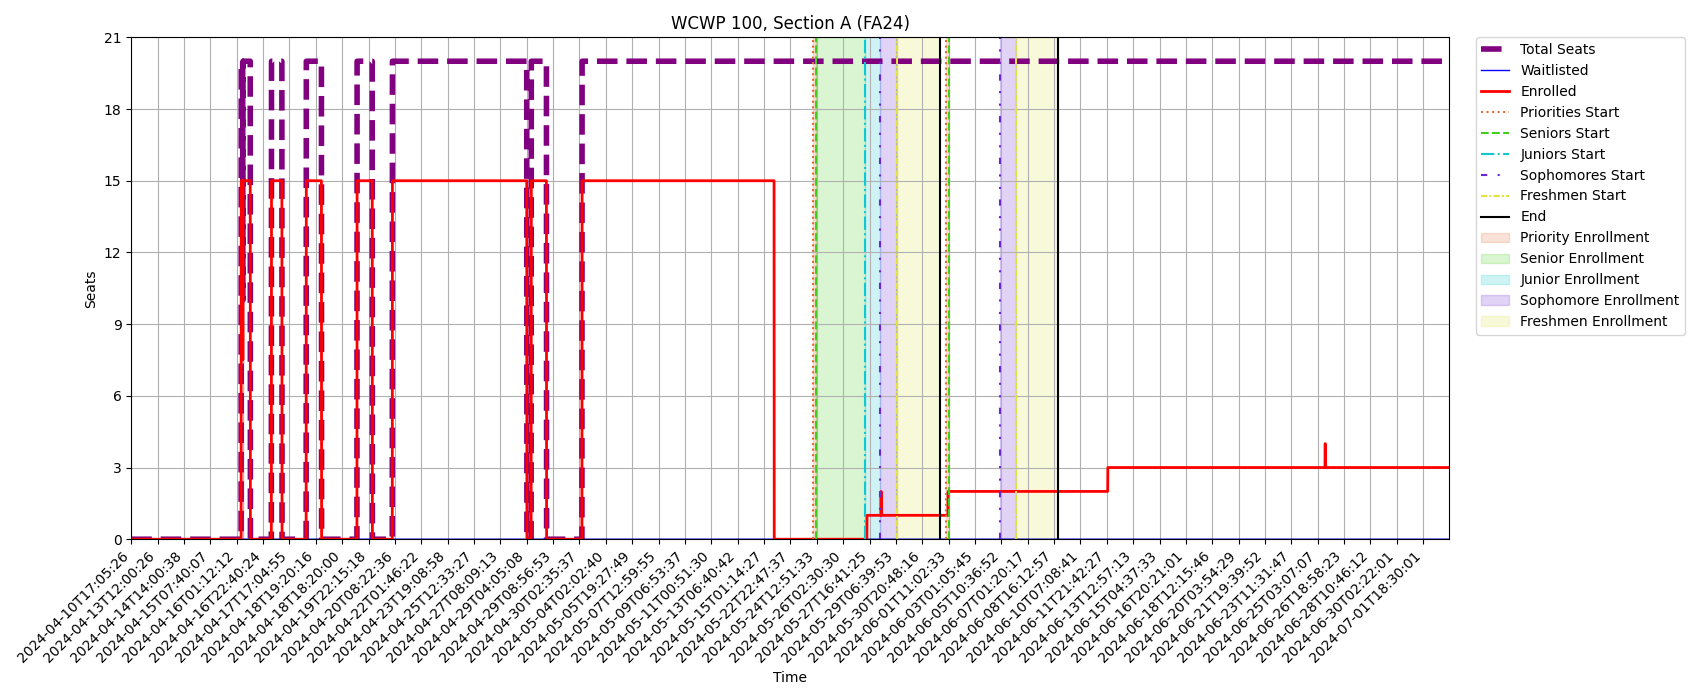 WCWP 100, Section A (FA24)
Seats
21
18
15
12
9
6
3
0
2024-04-10T17:05:26
2024-04-13T12:00:26
2024-04-14T14:00:38
2024-04-15T07:40:07
2024-04-16T01:12:12
2024-04-16T22:40:24
2024-04-17T17:04:55
2024-04-18T19:20:16
2024-04-18T18:20:00
2024-04-19T22:15:18
2024-04-20T08:22:36
2024-04-22T01:46:22
2024-04-23T19:08:58
2024-04-25T12:33:27
2024-04-27T08:09:13
2024-04-29T04:05:08
2024-04-29T08:56:53
2024-04-30T02:35:37
2024-05-04T02:02:40
2024-05-05T19:27:49
2024-05-07T12:59:55
2024-05-09T06:53:37
2024-05-11T00:51:30
2024-05-13T06:40:42
2024-05-15T01:14:27
2024-05-22T22:47:37
2024-05-24T12:51:33
2024-05-26T02:30:30
2024-05-27T16:41:25
2024-05-29T06:39:53
2024-05-30T20:48:16
2024-06-01T11:02:33
2024-06-03T01:05:45
2024-06-05T10:36:52
2024-06-07T01:20:17
2024-06-08T16:12:57
2024-06-10T07:08:41
2024-06-11T21:42:27
2024-06-13T12:57:13
2024-06-15T04:37:33
2024-06-16T20:21:01
2024-06-18T12:15:46
2024-06-20T03:54:29
2024-06-21T19:39:52
2024-06-23T11:31:47
2024-06-25T03:07:07
2024-06-26T18:58:23
2024-06-28T10:46:12
2024-06-30T02:22:01
2024-07-01T18:30:01
Time
Total Seats
Waitlisted
Enrolled
Priorities Start
Seniors Start
Juniors Start
Sophomores Start
Freshmen Start
End
Priority Enrollment
Senior Enrollment
Junior Enrollment
Sophomore Enrollment
Freshmen Enrollment